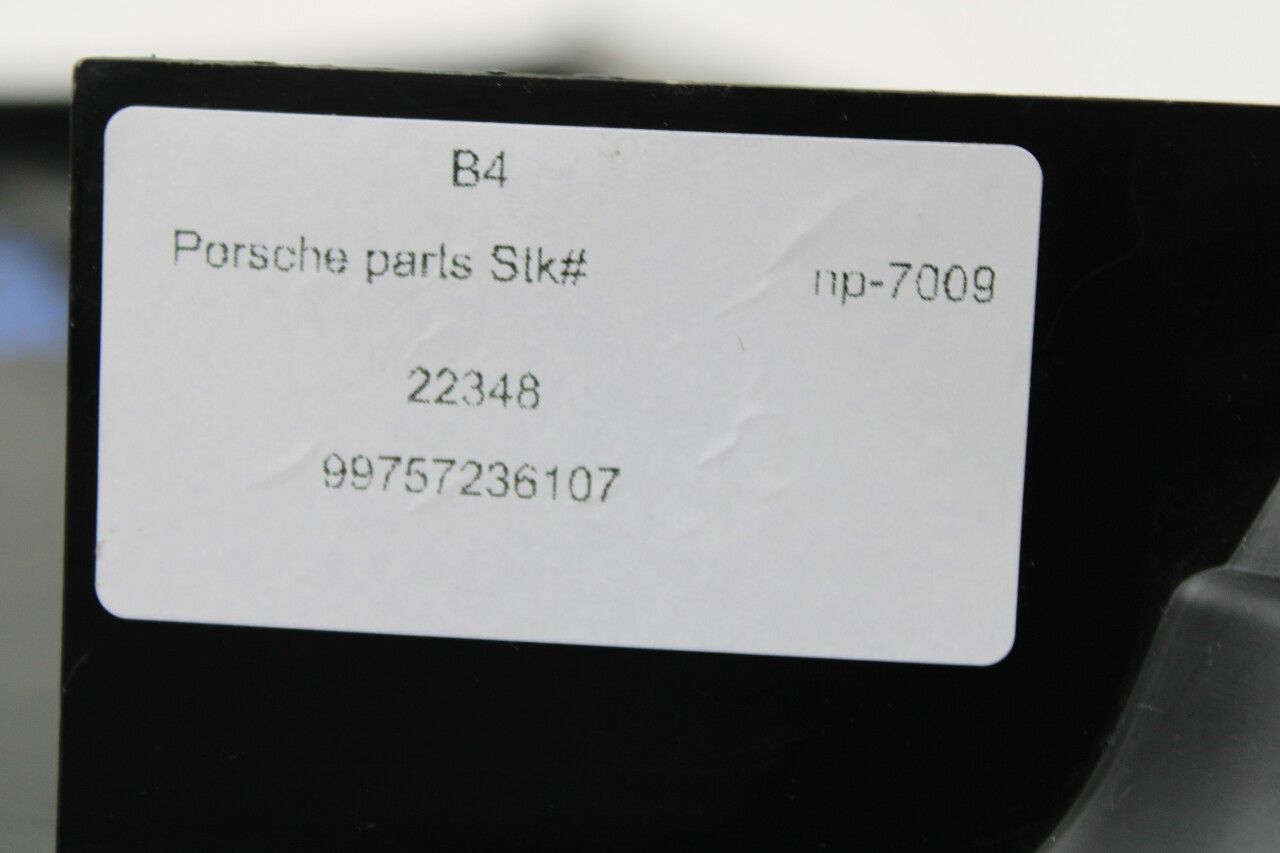 B4
Porsche parts Stk# np-7009
22348
99757236107